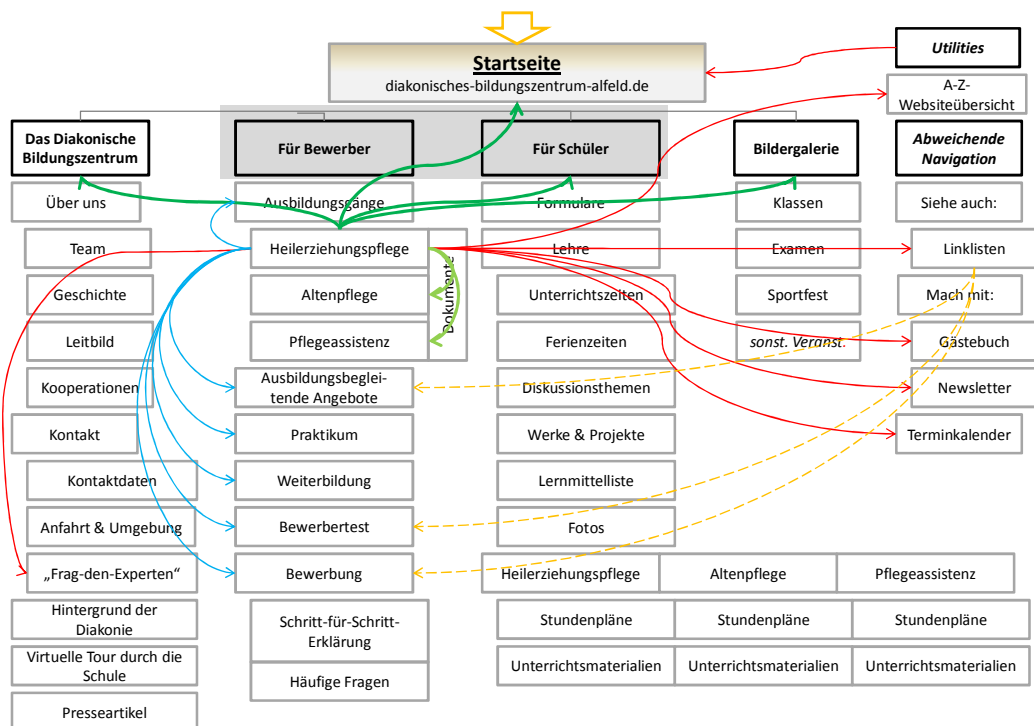 Startseite
diakonisches-bildungszentrum-alfeld.de
Utilities
A-Z-
Websiteübersicht
Das Diakonische
Bildungszentrum
Über uns
Team
Geschichte
Leitbild
Kooperationen
Kontakt
Kontaktdaten
Anfahrt & Umgebung
„Frag-den-Experten“
Hintergrund der
Diakonie
Virtuelle Tour durch die
Schule
Presseartikel
Für Bewerber
Ausbildungsgänge
Heilerziehungspflege
Altenpflege
Pflegeassistenz
Dokumente
Ausbildungsbeglei-
tende Angebote
Praktikum
Weiterbildung
Bewerbertest
Bewerbung
Schritt-für-Schritt-
Erklärung
Häufige Fragen
Für Schüler
Formulare
Lehre
Unterrichtszeiten
Ferienzeiten
Diskussionsthemen
Werke & Projekte
Lernmittelliste
Fotos
Heilerziehungspflege
Altenpflege
Pflegeassistenz
Stundenpläne
Stundenpläne
Stundenpläne
Unterrichtsmaterialien
Unterrichtsmaterialien
Unterrichtsmaterialien
Bildergalerie
Klassen
Examen
Sportfest
sonst. Veranst.
Abweichende
Navigation
Siehe auch:
Linklisten
Mach mit:
Gästebuch
Newsletter
Terminkalender